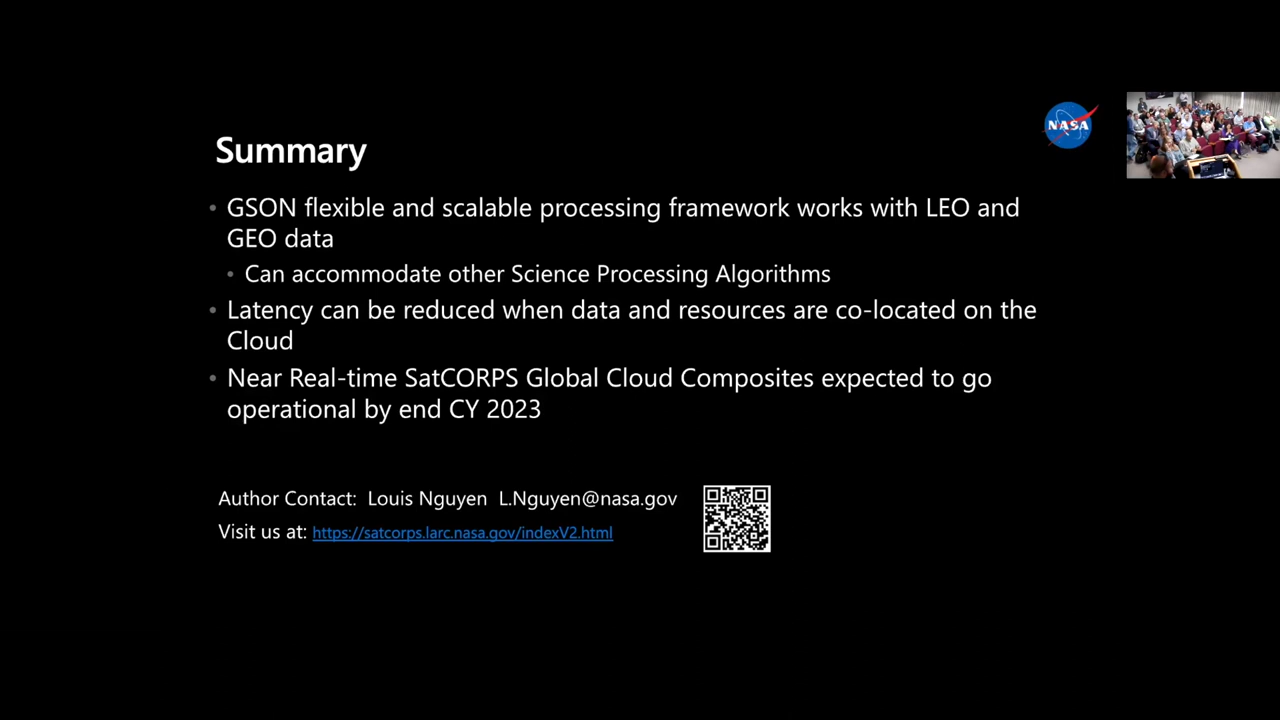 NASA
Summary
• GSON flexible and scalable processing framework works with LEO and
GEO data
• Can accommodate other Science Processing Algorithms
• Latency can be reduced when data and resources are co-located on the
Cloud
• Near Real-time SatCORPS Global Cloud Composites expected to go
operational by end CY 2023
Author Contact: Louis Nguyen L.Nguyen@nasa.gov
Visit us at: https://satcorps.larc.nasa.gov/indexV2.html